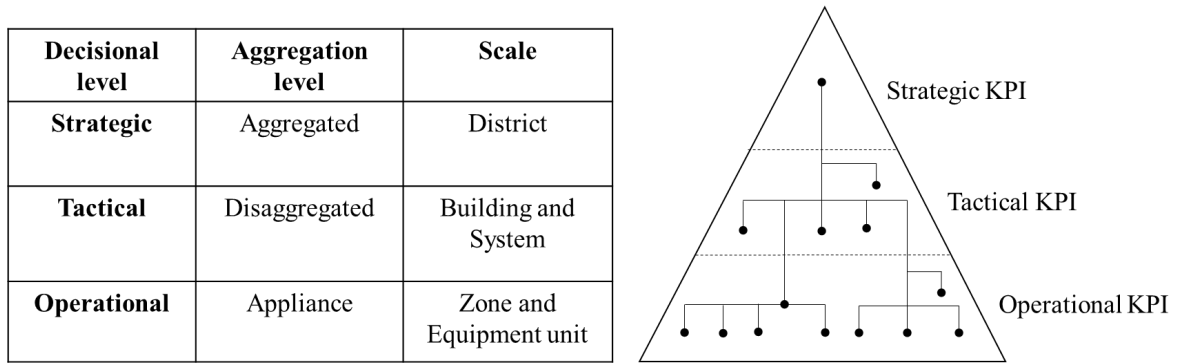 Decisional level
Aggregation level
Scale
Strategic
Aggregated
District
Tactical
Disaggregated
Building and
System
Operational
Appliance
Zone and
Equipment unit
Strategic KPI
Tactical KPI
Operational KPI